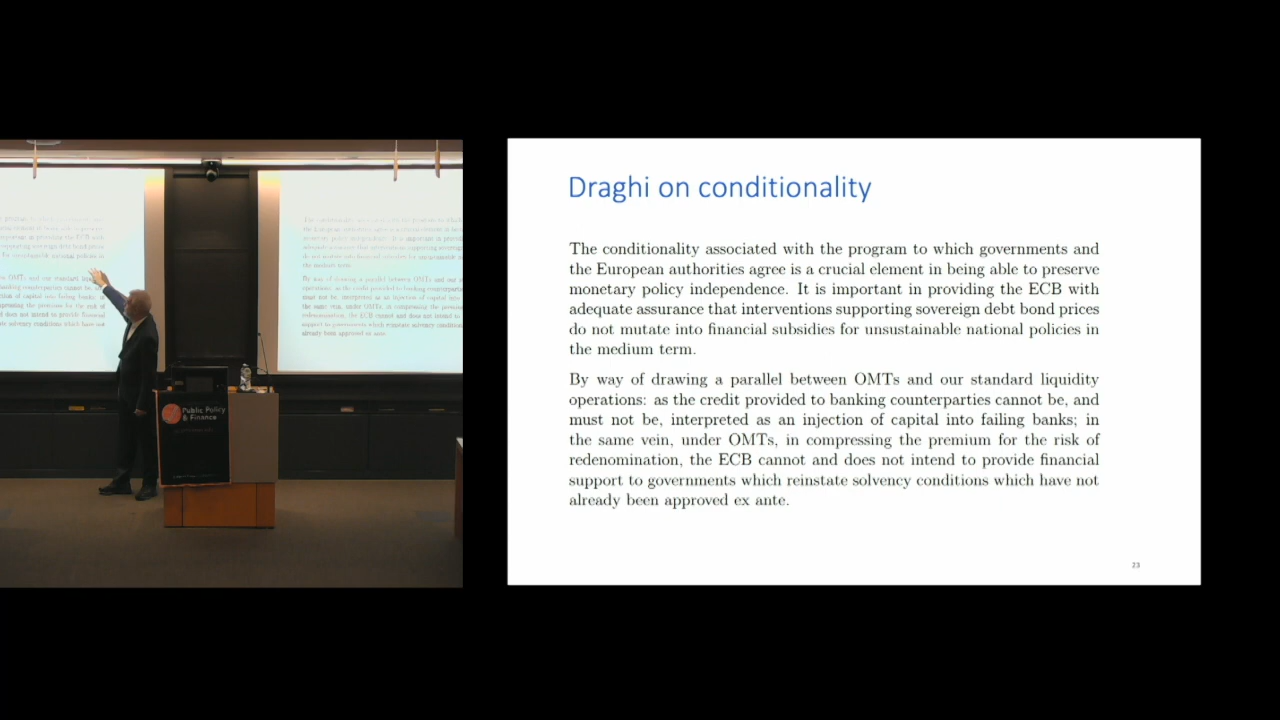 Draghi on conditionality
The conditionality associated with the program to which governments and
the European authorities agree is a crucial element in being able to preserve
monetary policy independence. It is important in providing the ECB with
adequate assurance that interventions supporting sovereign debt bond prices
do not mutate into financial subsidies for unsustainable national policies in
the medium term.
By way of drawing a parallel between OMTs and our standard liquidity
operations: as the credit provided to banking counterparties cannot be, and
must not be, interpreted as an injection of capital into failing banks; in
the same vein, under OMTs, in compressing the premium for the risk of
redenomination, the ECB cannot and does not intend to provide financial
support to governments which reinstate solvency conditions which have not
already been approved ex ante.
23
Public Policy
& Finance